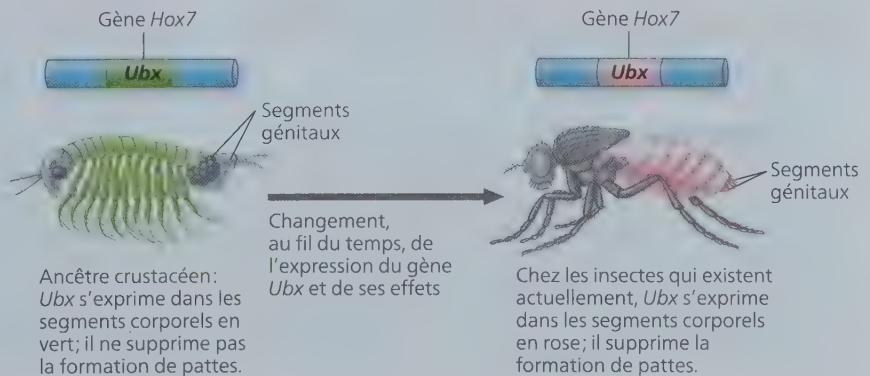 Gène Hox7
Ubx
Segments
génitaux
Ancêtre crustacéen:
Ubx s'exprime dans les
segments corporels en
vert; il ne supprime pas
la formation de pattes.
Changement,
au fil du temps, de
l'expression du gène
Ubx et de ses effets
Gène Hox7
Ubx
Segments
génitaux
Chez les insectes qui existent
actuellement, Ubx s'exprime
dans les segments corporels
en rose; il supprime la
formation de pattes.